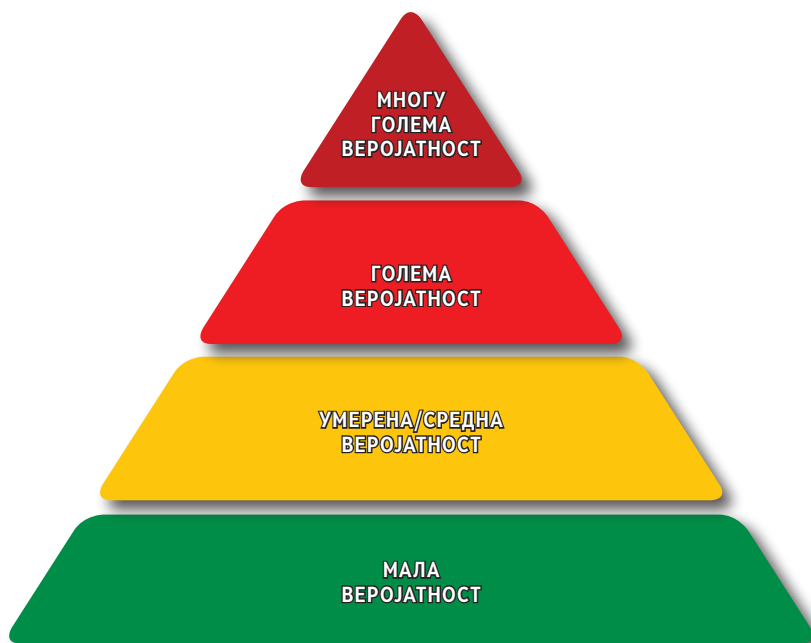 МНОГУ
ГОЛЕМА
ВЕРОЈАТНОСТ
ГОЛЕМА
ВЕРОЈАТНОСТ
УМЕРЕНА/СРЕДНА
ВЕРОЈАТНОСТ
МАЛА
ВЕРОЈАТНОСТ